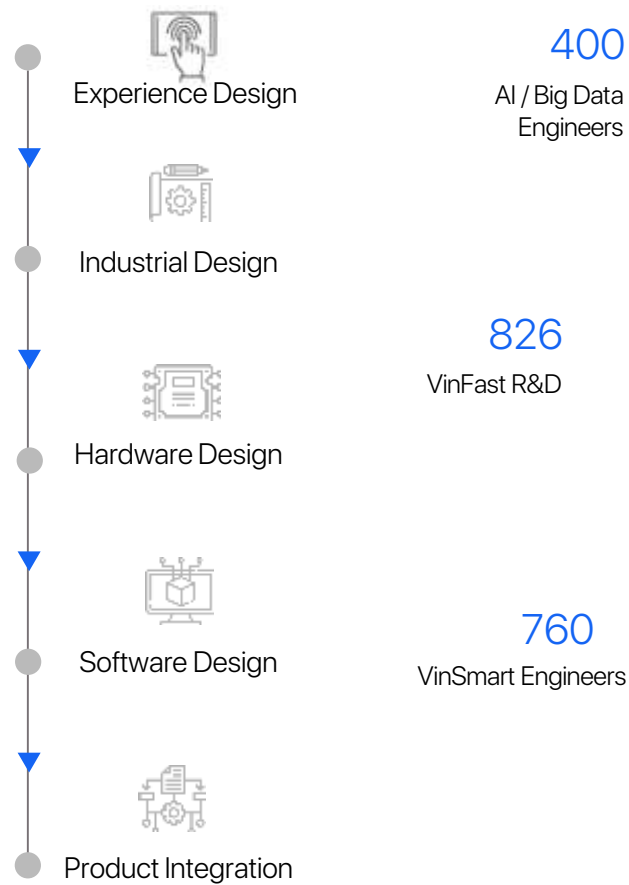 Experience Design
400
AI / Big Data
Engineers
Industrial Design
826
VinFast R&D
Hardware Design
760
Software Design
VinSmart Engineers
Product Integration